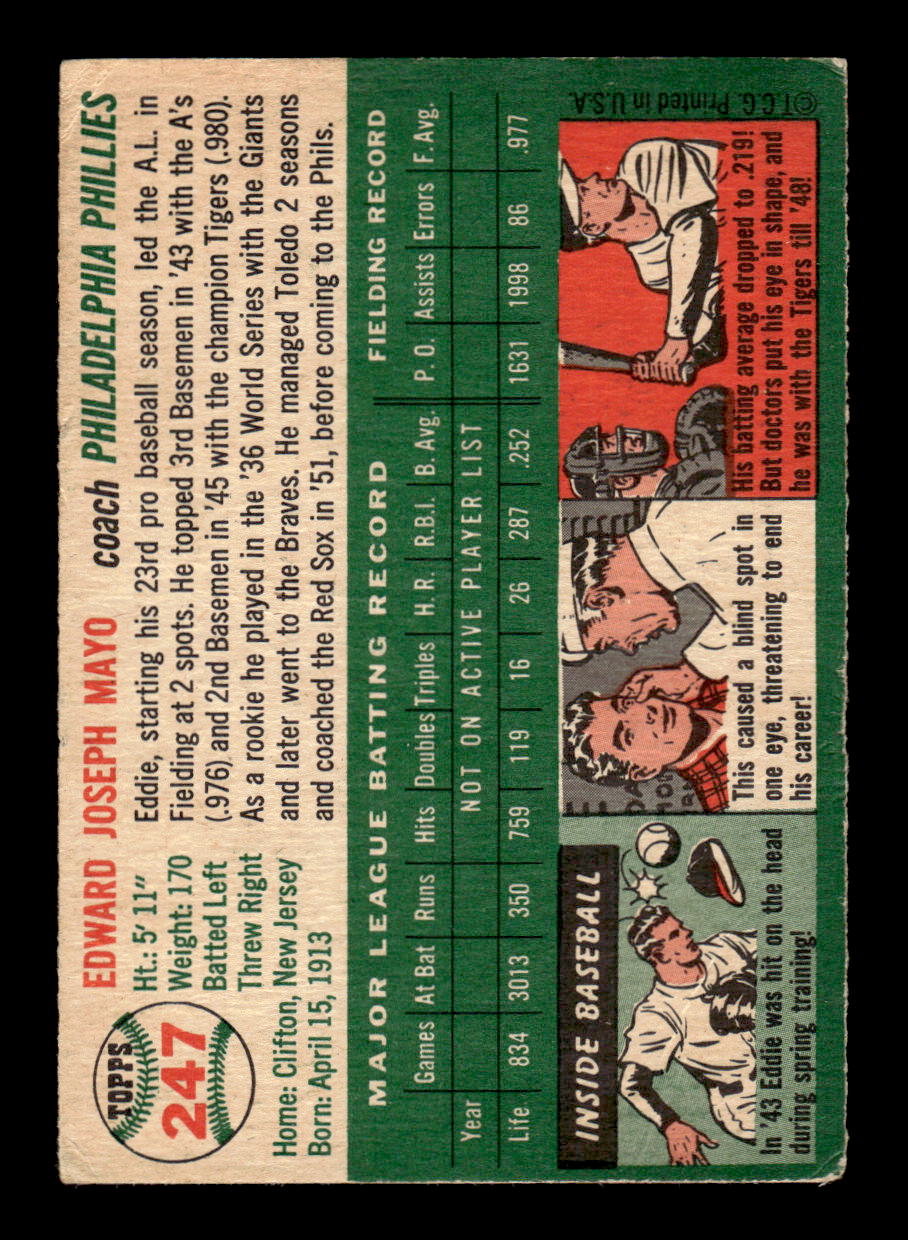 TOPPS
247
EDWARD JOSEPH MAYO coach PHILADELPHIA PHILLIES
Ht.: 5' 11"
Weight: 170
Batted Left
Threw Right
Home: Clifton, New Jersey
Born: April 15, 1913
Eddie, starting his 23rd pro baseball season, led the A.L. in
Fielding at 2 spots. He topped 3rd Basemen in '43 with the A's
(.976) and 2nd Basemen in '45 with the champion Tigers (.980).
As a rookie he played in the '36 World Series with the Giants
and later went to the Braves. He managed Toledo 2 seasons
and coached the Red Sox in '51, before coming to the Phils.
MAJOR LEAGUE BATTING RECORD FIELDING RECORD
Games At Bat Runs Hits Doubles Triples H. R. R.B.I. B. Avg. P. O. Assists Errors F. Avg.
Year NOT ON ACTIVE PLAYER LIST
Life 834 3013 350 759 119 16 26 287 .252 1631 1998 86 .977
INSIDE BASEBALL
In '43 Eddie was hit on the head
during spring training!
This caused a blind spot in
one eye, threatening to end
his career!
His batting average dropped to .219!
But doctors put his eye in shape, and
he was with the Tigers till '48!
©T.C.G. Printed in U.S.A.